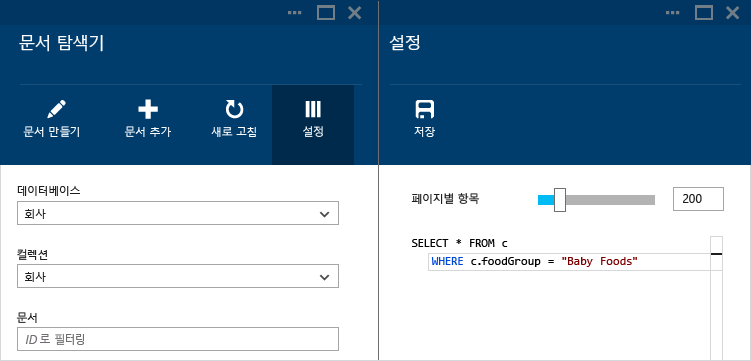 문서 탐색기
문서 만들기
문서 추가
새로 고침
설정
데이터베이스
회사
컬렉션
회사
문서
ID로 필터링
설정
저장
페이지별 항목
200
SELECT * FROM c
WHERE c.foodGroup = "Baby Foods"